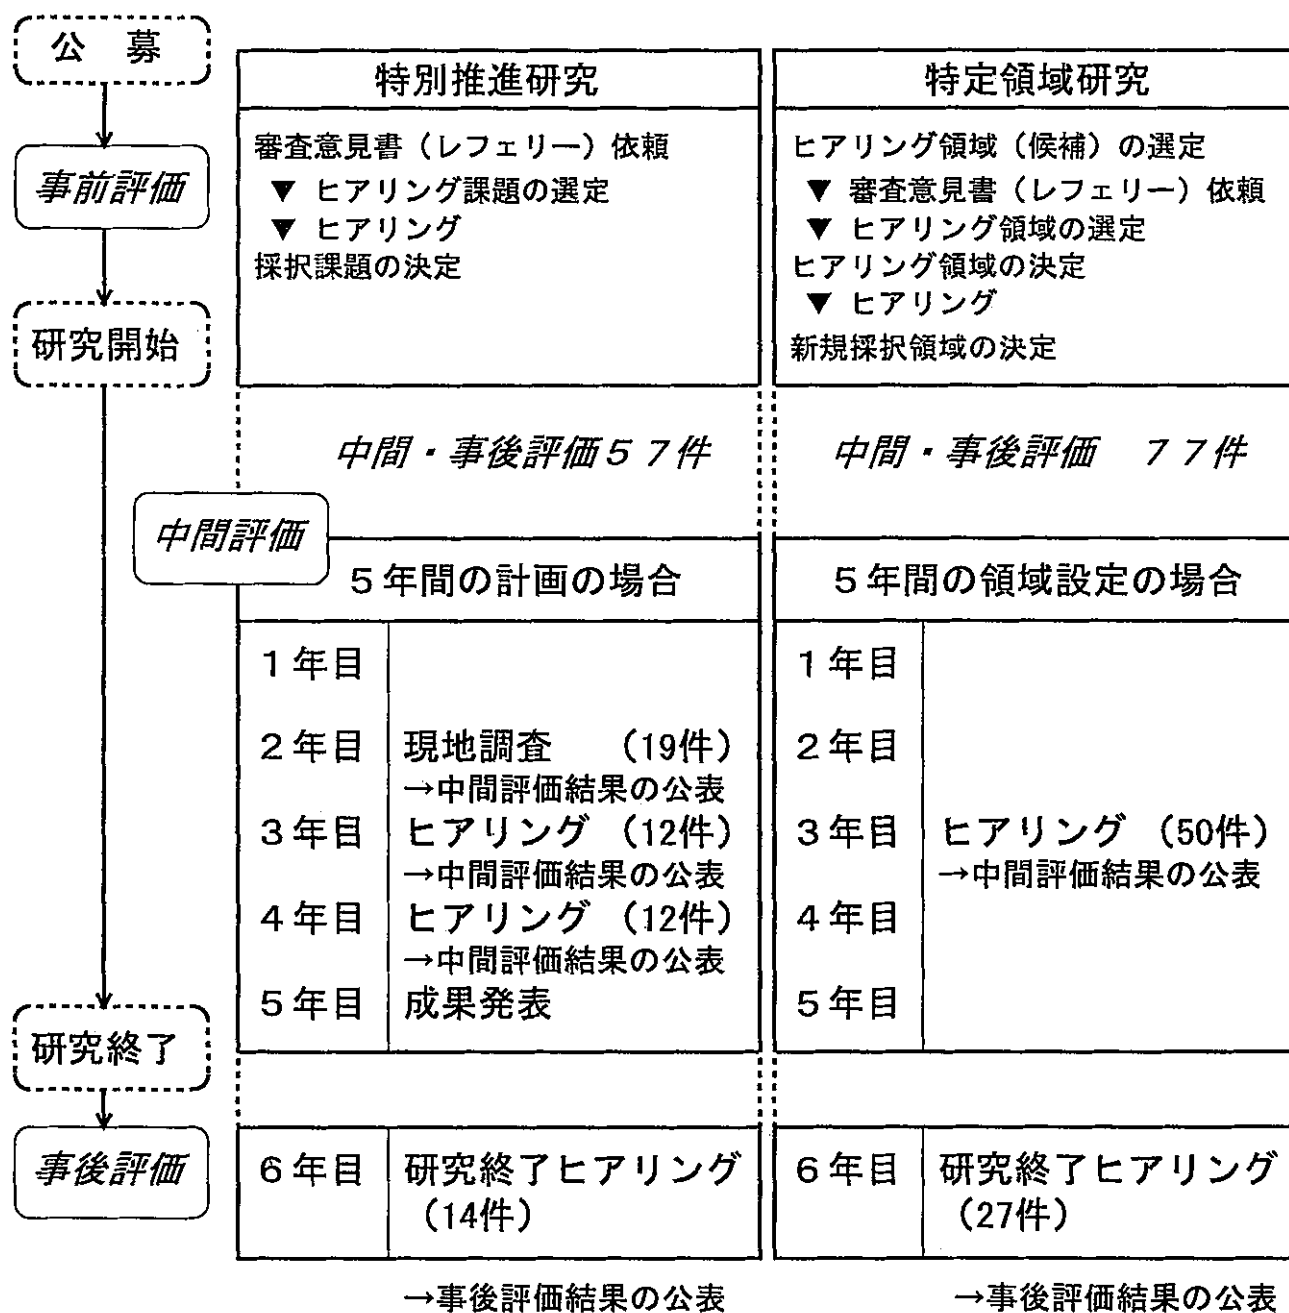 公　募
事前評価
研究開始
特別推進研究
審査意見書（レフェリー）依頼
▼ ヒアリング課題の選定
▼ ヒアリング
採択課題の決定
特定領域研究
ヒアリング領域（候補）の選定
▼ 審査意見書（レフェリー）依頼
▼ ヒアリング領域の選定
ヒアリング領域の決定
▼ ヒアリング
新規採択領域の決定
中間・事後評価５７件
中間・事後評価　７７件
中間評価
５年間の計画の場合
１年目
２年目 現地調査　（19件）
→中間評価結果の公表
３年目 ヒアリング（12件）
→中間評価結果の公表
４年目 ヒアリング（12件）
→中間評価結果の公表
５年目 成果発表
５年間の領域設定の場合
１年目
２年目
３年目 ヒアリング（50件）
→中間評価結果の公表
４年目
５年目
研究終了
事後評価
６年目 研究終了ヒアリング
（14件）
→事後評価結果の公表
６年目 研究終了ヒアリング
（27件）
→事後評価結果の公表